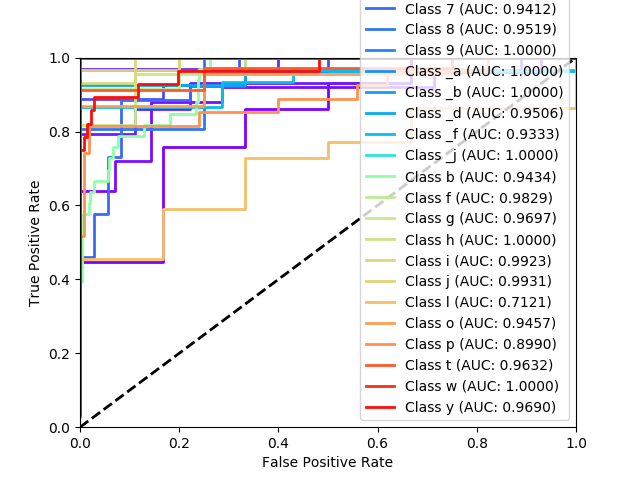 Class 7 (AUC: 0.9412)
Class 8 (AUC: 0.9519)
Class 9 (AUC: 1.0000)
Class _a (AUC: 1.0000)
Class _b (AUC: 1.0000)
Class _d (AUC: 0.9506)
Class _f (AUC: 0.9333)
Class _j (AUC: 1.0000)
Class b (AUC: 0.9434)
Class f (AUC: 0.9829)
Class g (AUC: 0.9697)
Class h (AUC: 1.0000)
Class i (AUC: 0.9923)
Class j (AUC: 0.9931)
Class l (AUC: 0.7121)
Class o (AUC: 0.9457)
Class p (AUC: 0.8990)
Class t (AUC: 0.9632)
Class w (AUC: 1.0000)
Class y (AUC: 0.9690)
True Positive Rate
1.0
0.8
0.6
0.4
0.2
0.0
0.0 0.2 0.4 0.6 0.8 1.0
False Positive Rate